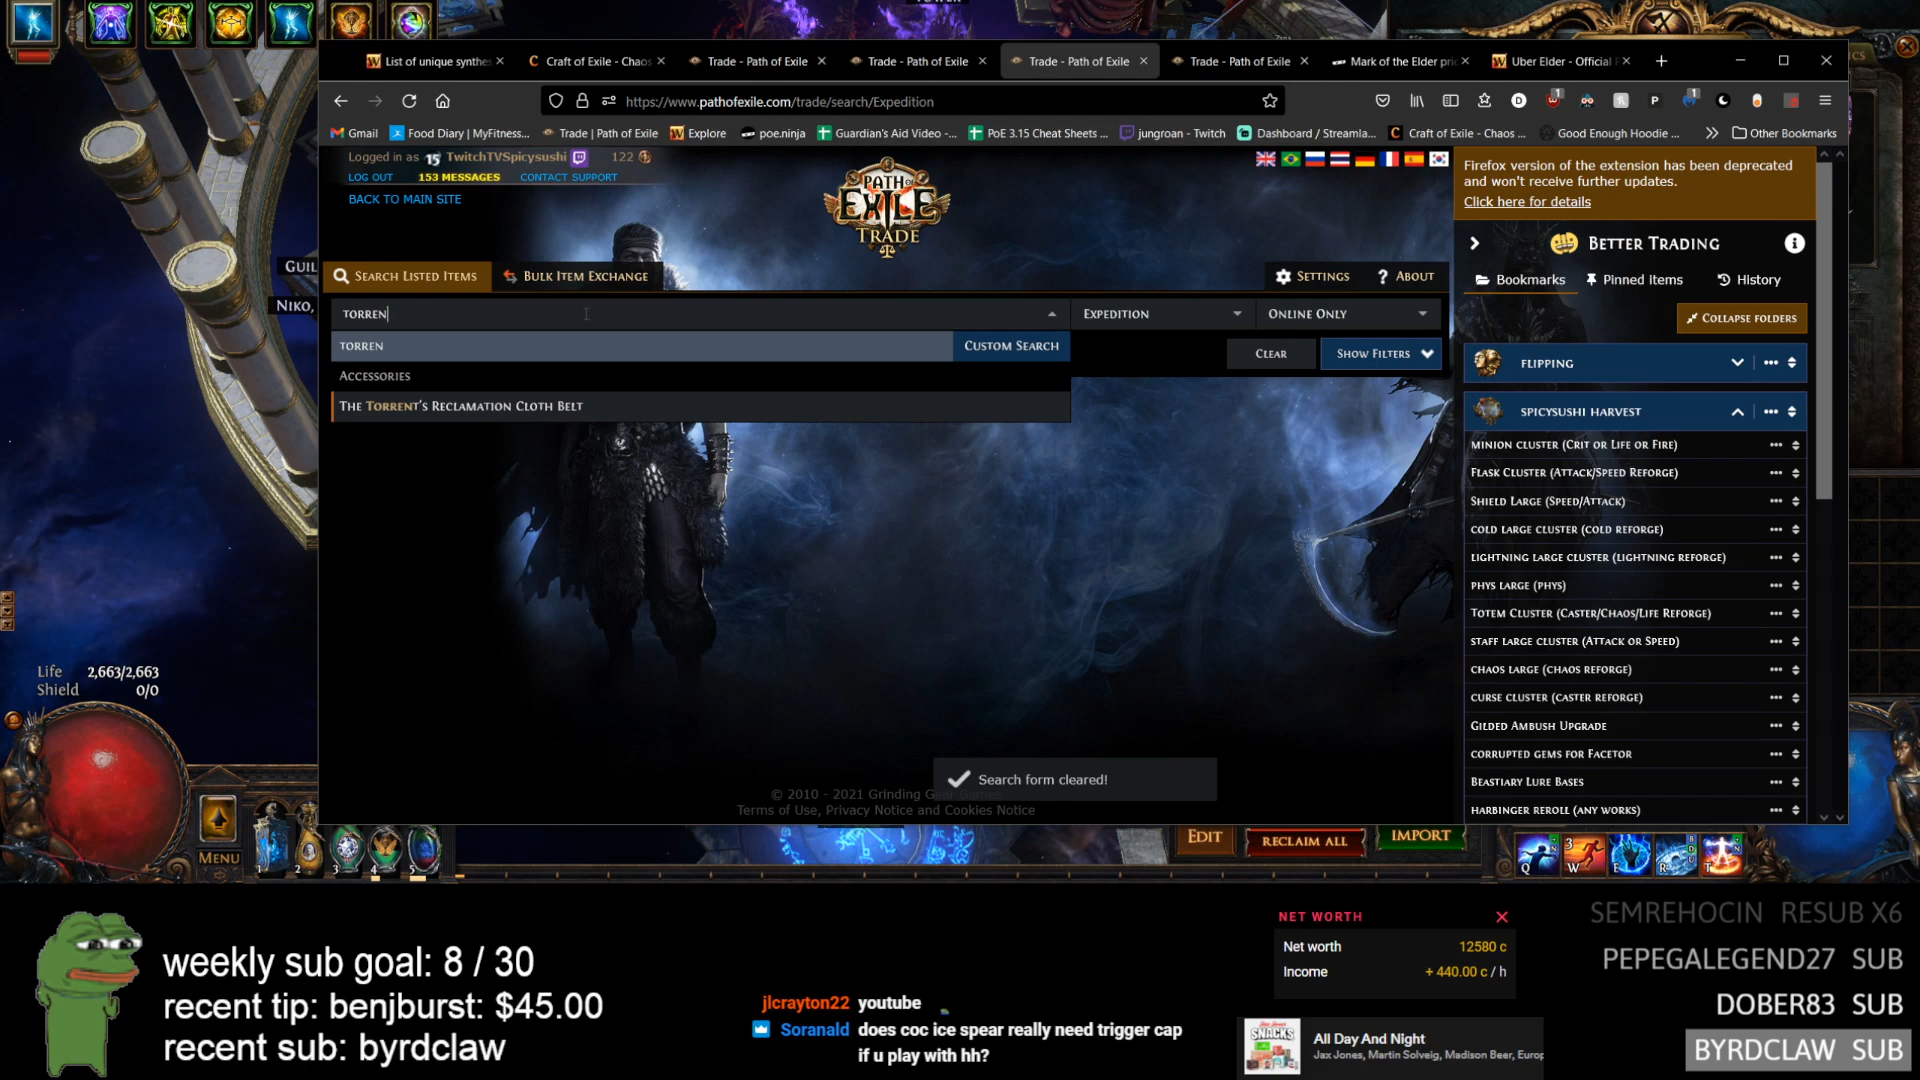 List of unique synthe
Craft of Exile - Chaos
Trade - Path of Exile
Trade - Path of Exile
Trade - Path of Exile
Trade - Path of Exile
Mark of the Elder pric
Uber Elder - Official P
https://www.pathofexile.com/trade/search/Expedition
Gmail
Food Diary | MyFitness...
Trade | Path of Exile
Explore
poe.ninja
Guardian's Aid Video -...
PoE 3.15 Cheat Sheets ...
jungroan - Twitch
Dashboard / Streamla...
Craft of Exile - Chaos ...
Good Enough Hoodie ...
Other Bookmarks
Logged in as 15 TwitchTVSpicysushi 122
LOG OUT 153 MESSAGES CONTACT SUPPORT
BACK TO MAIN SITE
PATH OF EXILE TRADE
Firefox version of the extension has been deprecated
and won't receive further updates.
Click here for details
BETTER TRADING
SEARCH LISTED ITEMS
BULK ITEM EXCHANGE
SETTINGS
? ABOUT
Bookmarks
Pinned items
History
GUIL
NIKO,
TORREN
EXPEDITION
ONLINE ONLY
COLLAPSE FOLDERS
TORREN
CUSTOM SEARCH
CLEAR
SHOW FILTERS
ACCESSORIES
THE TORRENT'S RECLAMATION CLOTH BELT
FLIPPING
SPICYSUSHI HARVEST
MINION CLUSTER (CRIT OR LIFE OR FIRE)
FLASK CLUSTER (ATTACK/SPEED REFORGE)
SHIELD LARGE (SPEED/ATTACK)
COLD LARGE CLUSTER (COLD REFORGE)
LIGHTNING LARGE CLUSTER (LIGHTNING REFORGE)
PHYS LARGE (PHYS)
TOTEM CLUSTER (CASTER/CHAOS/LIFE REFORGE)
STAFF LARGE CLUSTER (ATTACK OR SPEED)
CHAOS LARGE (CHAOS REFORGE)
CURSE CLUSTER (CASTER REFORGE)
GILDED AMBUSH UPGRADE
CORRUPTED GEMS FOR FACETOR
BEASTIARY LURE BASES
HARBINGER REROLL (ANY WORKS)
Life 2,663/2,663
Shield 0/0
Search form cleared!
© 2010 - 2021 Grinding
Terms of Use, Privacy Notice and Cookies Notice
MENU
1 2 3 4 5
EDIT
RECLAIM ALL
IMPORT
Q W E R T
weekly sub goal: 8 / 30
recent tip: benjburst: $45.00
recent sub: byrdclaw
jlcrayton22 youtube
Soranald does coc ice spear really need trigger cap
if u play with hh?
NET WORTH
Net worth 12580 c
Income + 440.00 c / h
SNACKS
All Day And Night
Jax Jones, Martin Solveig, Madison Beer, Europ
SEMREHOCIN RESUB X6
PEPEGALEGEND27 SUB
DOBER83 SUB
BYRDCLAW SUB